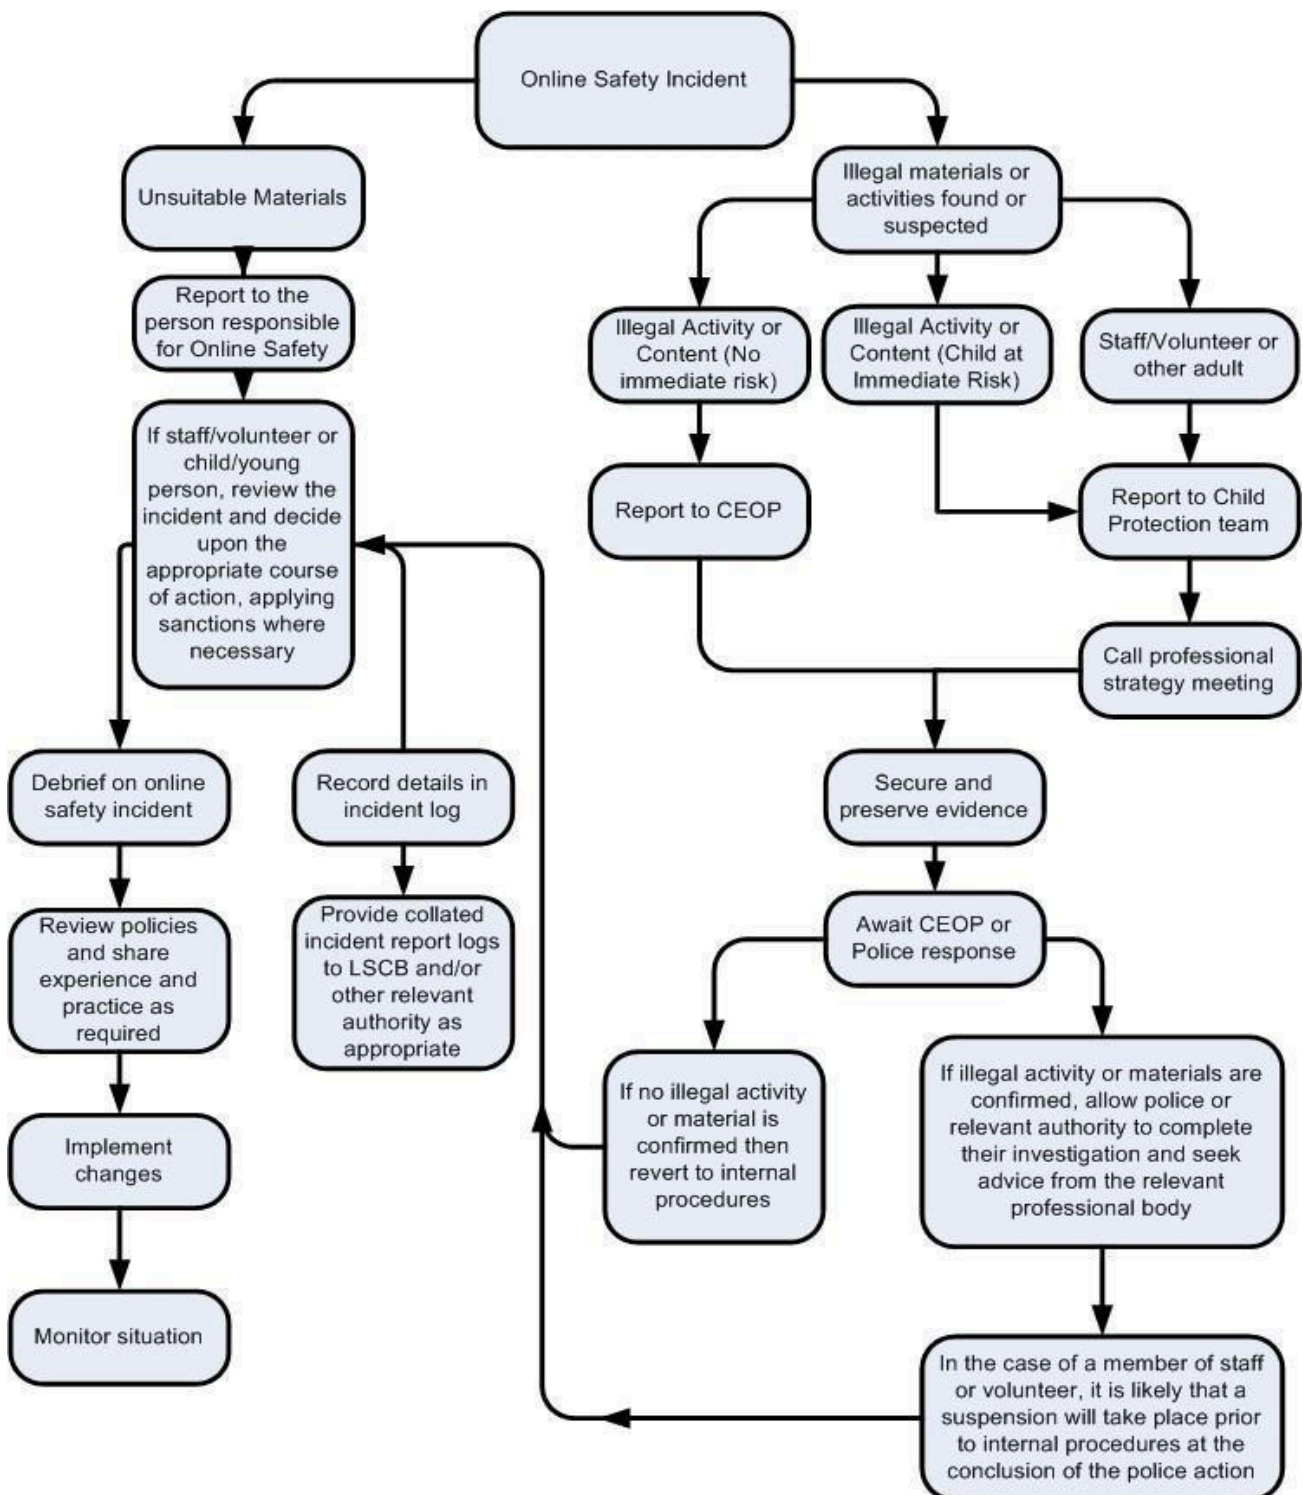 Online Safety Incident
Unsuitable Materials
Report to the
person responsible
for Online Safety
If staff/volunteer or
child/young
person, review the
incident and decide
upon the
appropriate course
of action, applying
sanctions where
necessary
Debrief on online
safety incident
Review policies
and share
experience and
practice as
required
Implement
changes
Monitor situation
Record details in
incident log
Provide collated
incident report logs
to LSCB and/or
other relevant
authority as
appropriate
Illegal materials or
activities found or
suspected
Illegal Activity or
Content (No
immediate risk)
Illegal Activity or
Content (Child at
Immediate Risk)
Staff/Volunteer or
other adult
Report to CEOP
Report to Child
Protection team
Call professional
strategy meeting
Secure and
preserve evidence
Await CEOP or
Police response
If no illegal activity
or material is
confirmed then
revert to internal
procedures
If illegal activity or materials are
confirmed, allow police or
relevant authority to complete
their investigation and seek
advice from the relevant
professional body
In the case of a member of staff
or volunteer, it is likely that a
suspension will take place prior
to internal procedures at the
conclusion of the police action